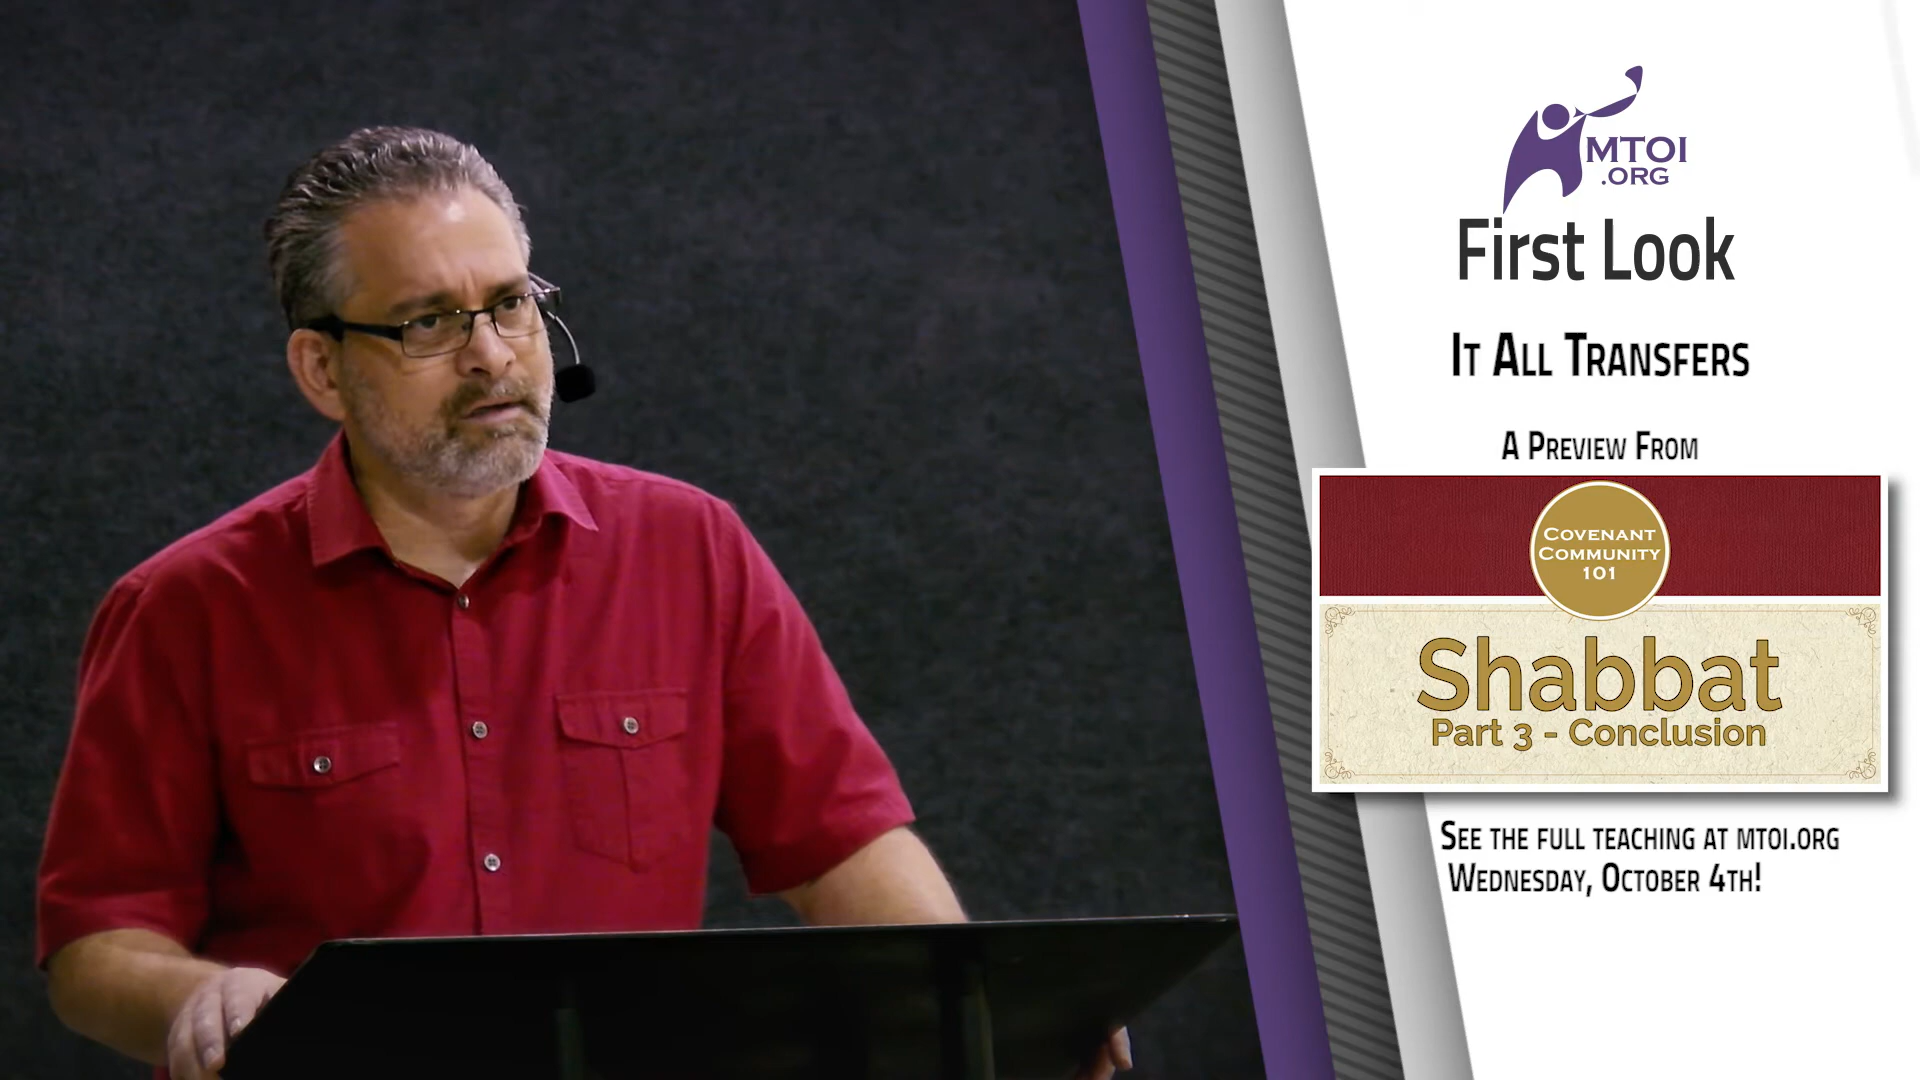 MTOI
.ORG
First Look
It All Transfers
A Preview From
Covenant
Community
101
Shabbat
Part 3 - Conclusion
See the full teaching at mtoi.org
Wednesday, October 4th!